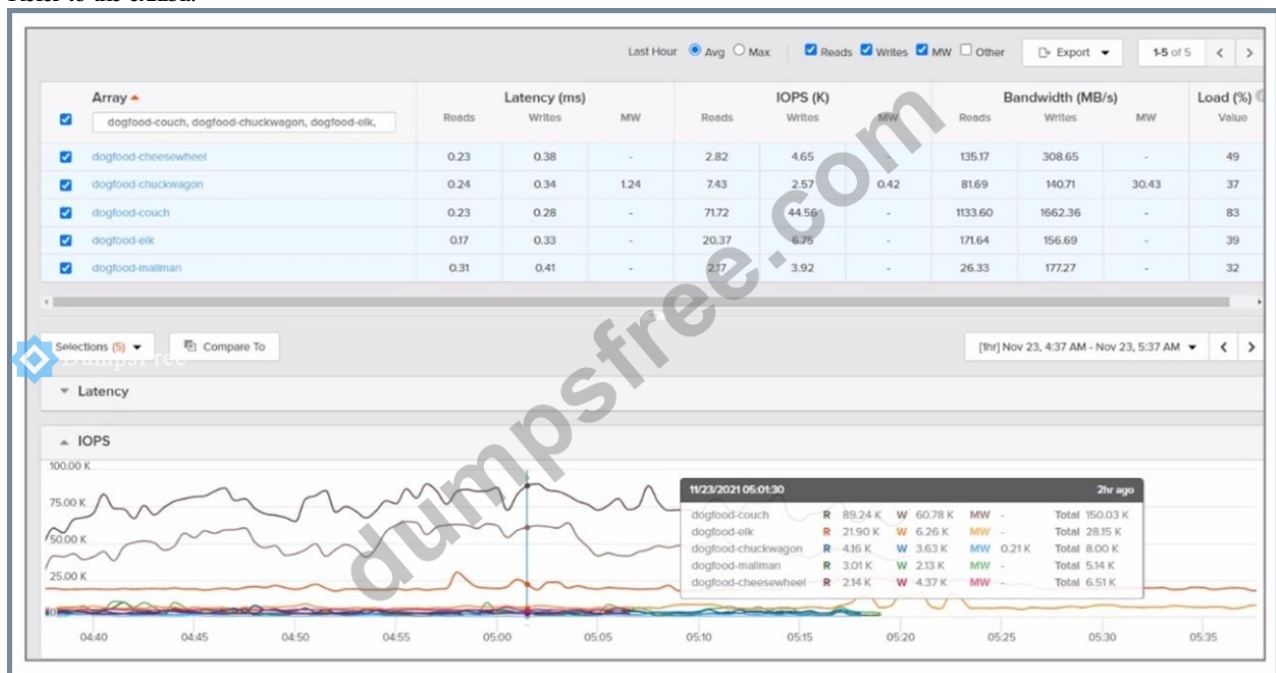 Refer to the exhibit.
Last Hour Avg Max Reads Writes MW Other Export 1-5 of 5 < >
Array Latency (ms) IOPS (K) Bandwidth (MB/s) Load (%)
dogfood-couch, dogfood-chuckwagon, dogfood-elk, Reads Writes MW Reads Writes MW Reads Writes MW Value
dogfood-cheesewheel 0.23 0.38 - 2.82 4.65 - 135.17 308.65 - 49
dogfood-chuckwagon 0.24 0.34 1.24 7.43 2.57 0.42 81.69 140.71 30.43 37
dogfood-couch 0.23 0.28 - 71.72 44.56 - 1133.60 1662.36 - 83
dogfood-elk 0.17 0.33 - 20.37 6.75 - 171.64 156.69 - 39
dogfood-mailman 0.31 0.41 - 2.17 3.92 - 26.33 177.27 - 32
Selections (5) Compare To [1hr] Nov 23, 4:37 AM - Nov 23, 5:37 AM < >
DumpsFree
Latency
IOPS
100.00 K
75.00 K
50.00 K
25.00 K
11/23/2021 05:01:30 2hr ago
dogfood-couch R 89.24 K W 60.78 K MW - Total 150.03 K
dogfood-elk R 21.90 K W 6.26 K MW - Total 28.15 K
dogfood-chuckwagon R 4.16 K W 3.63 K MW 0.21 K Total 8.00 K
dogfood-mailman R 3.01 K W 2.13 K MW - Total 5.14 K
dogfood-cheesewheel R 2.14 K W 4.37 K MW - Total 6.51 K
04:40 04:45 04:50 04:55 05:00 05:05 05:10 05:15 05:20 05:25 05:30 05:35
dumpsfree.com